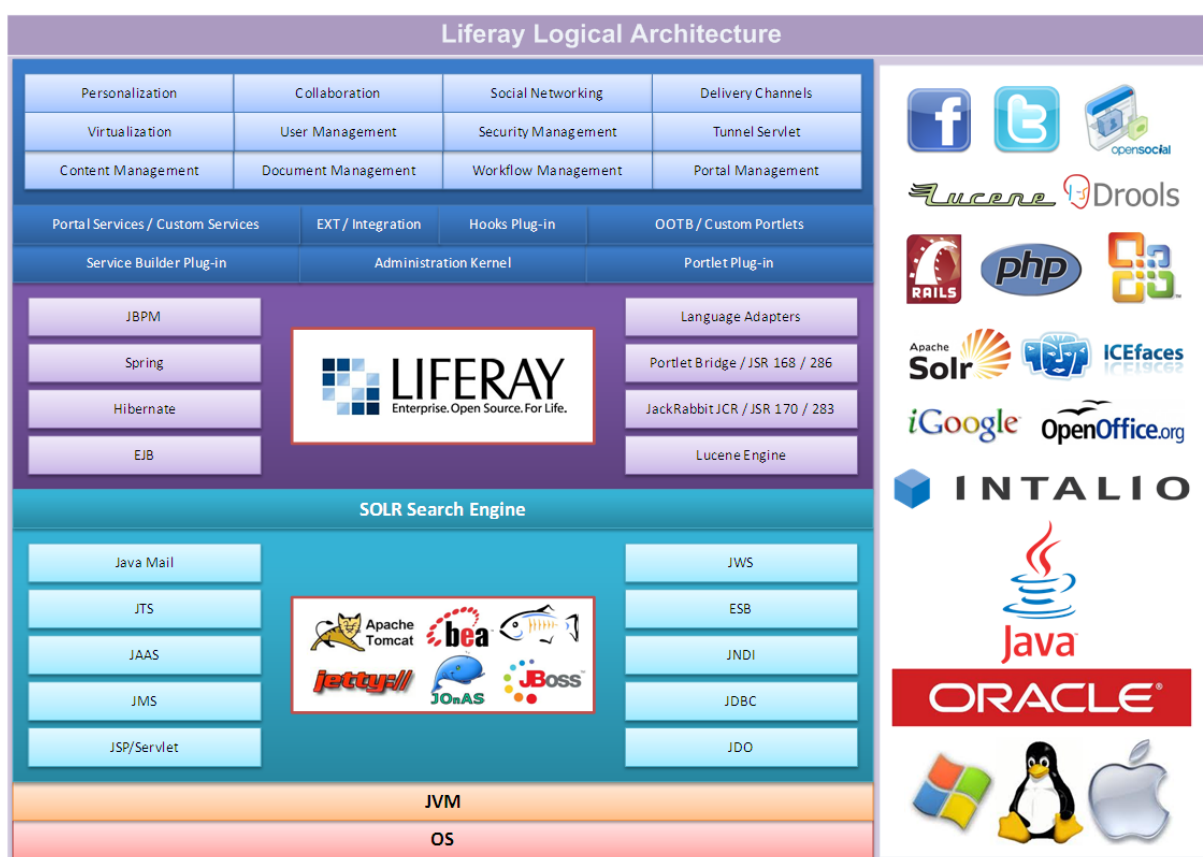 Liferay Logical Architecture
Personalization Collaboration Social Networking Delivery Channels
Virtualization User Management Security Management Tunnel Servlet
Content Management Document Management Workflow Management Portal Management
Portal Services / Custom Services EXT / Integration Hooks Plug-in OOTB / Custom Portlets
Service Builder Plug-in Administration Kernel Portlet Plug-in
JBPM
Spring
Hibernate
EJB
LIFERAY
Enterprise. Open Source. For Life.
Language Adapters
Portlet Bridge / JSR 168 / 286
JackRabbit JCR / JSR 170 / 283
Lucene Engine
SOLR Search Engine
Java Mail
JTS
JAAS
JMS
JSP/Servlet
Apache
Tomcat
bea
jetty://
JOnAS
JBoss
JWS
ESB
JNDI
JDBC
JDO
JVM
OS
opensocial
Lucene Drools
RAILS php
Apache
Solr ICEfaces
iGoogle OpenOffice.org
INTALIO
Java
ORACLE